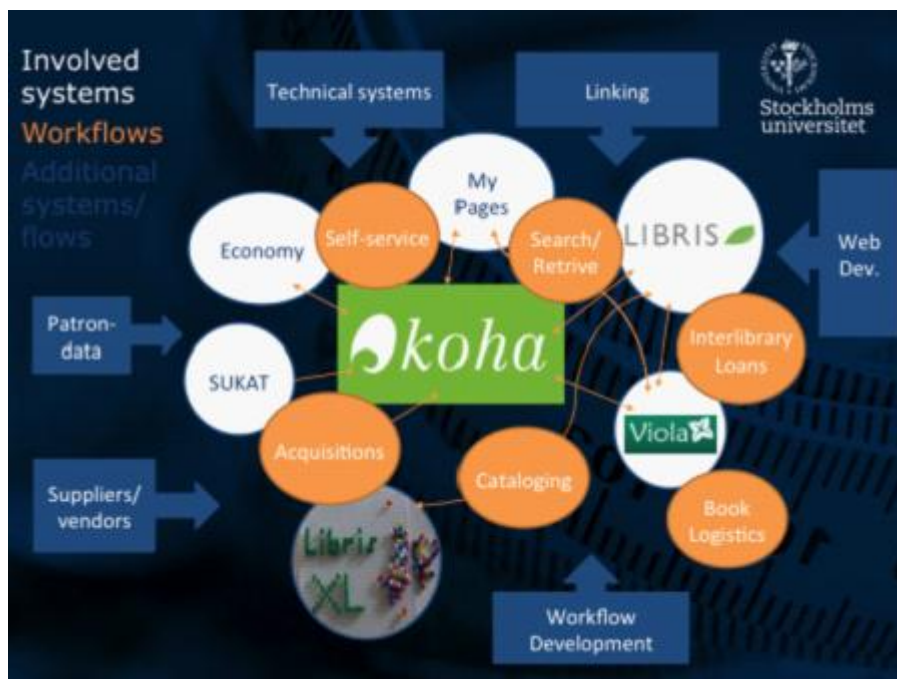 Involved
systems
Workflows
Additional
systems/
flows
Technical systems
Linking
Stockholms
universitet
My
Pages
Self-service
Economy
Search/
Retrive
LIBRIS
Web
Dev.
Patron-
data
koha
Interlibrary
Loans
SUKAT
Viola
Acquisitions
Cataloging
Suppliers/
vendors
Book
Logistics
Libris
XL
Workflow
Development